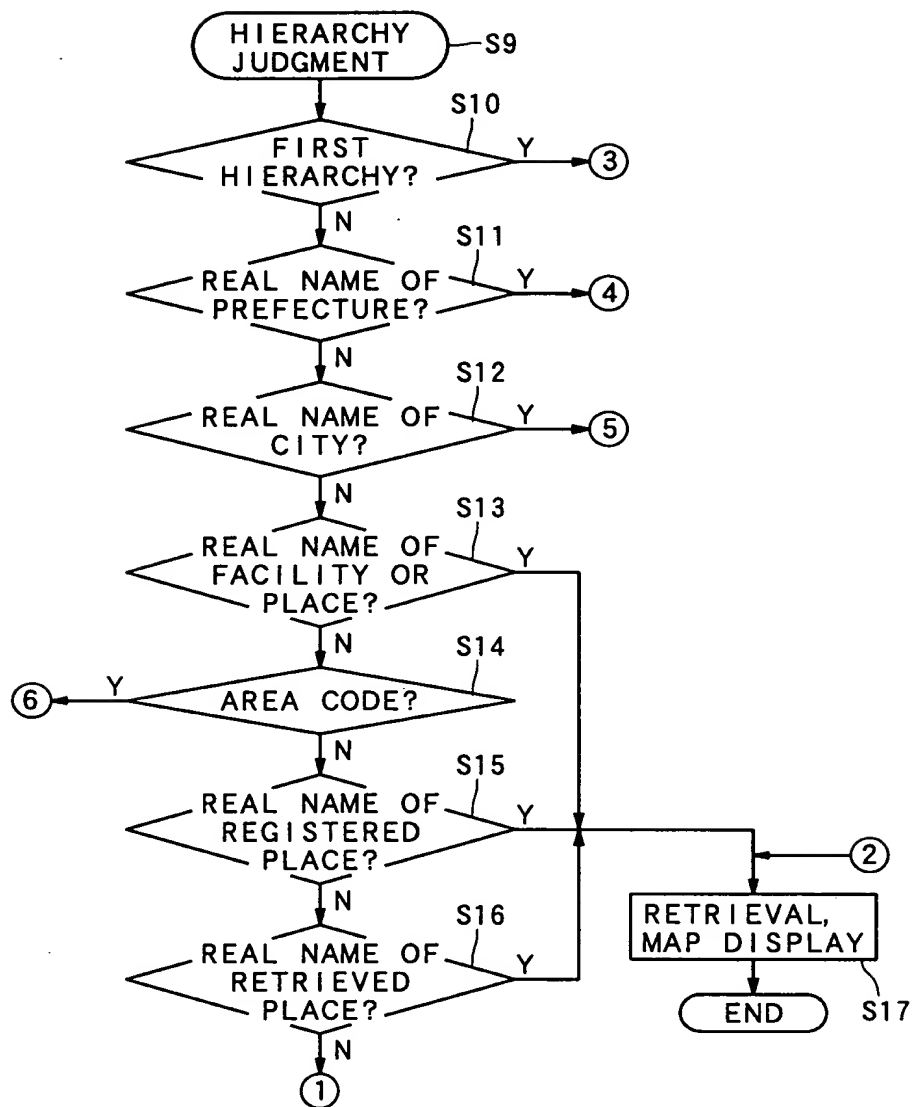 HIERARCHY
JUDGMENT
S9
S10
FIRST
HIERARCHY?
Y
3
N
S11
REAL NAME OF
PREFECTURE?
Y
4
N
S12
REAL NAME OF
CITY?
Y
5
N
S13
REAL NAME OF
FACILITY OR
PLACE?
Y
N
S14
AREA CODE?
Y
6
N
S15
REAL NAME OF
REGISTERED
PLACE?
Y
2
N
S16
REAL NAME OF
RETRIEVED
PLACE?
Y
RETRIEVAL,
MAP DISPLAY
S17
END
N
1